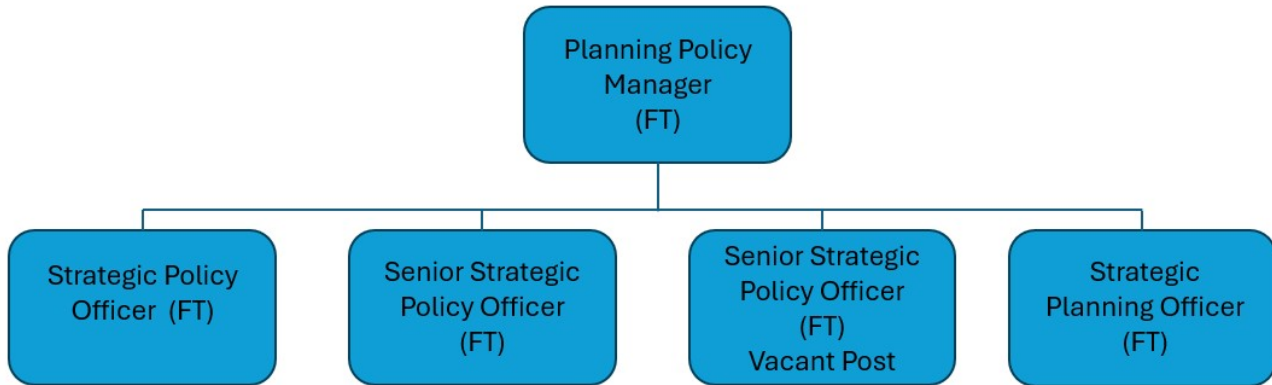 Planning Policy
Manager
(FT)
Strategic Policy
Officer (FT)
Senior Strategic
Policy Officer
(FT)
Senior Strategic
Policy Officer
(FT)
Vacant Post
Strategic
Planning Officer
(FT)